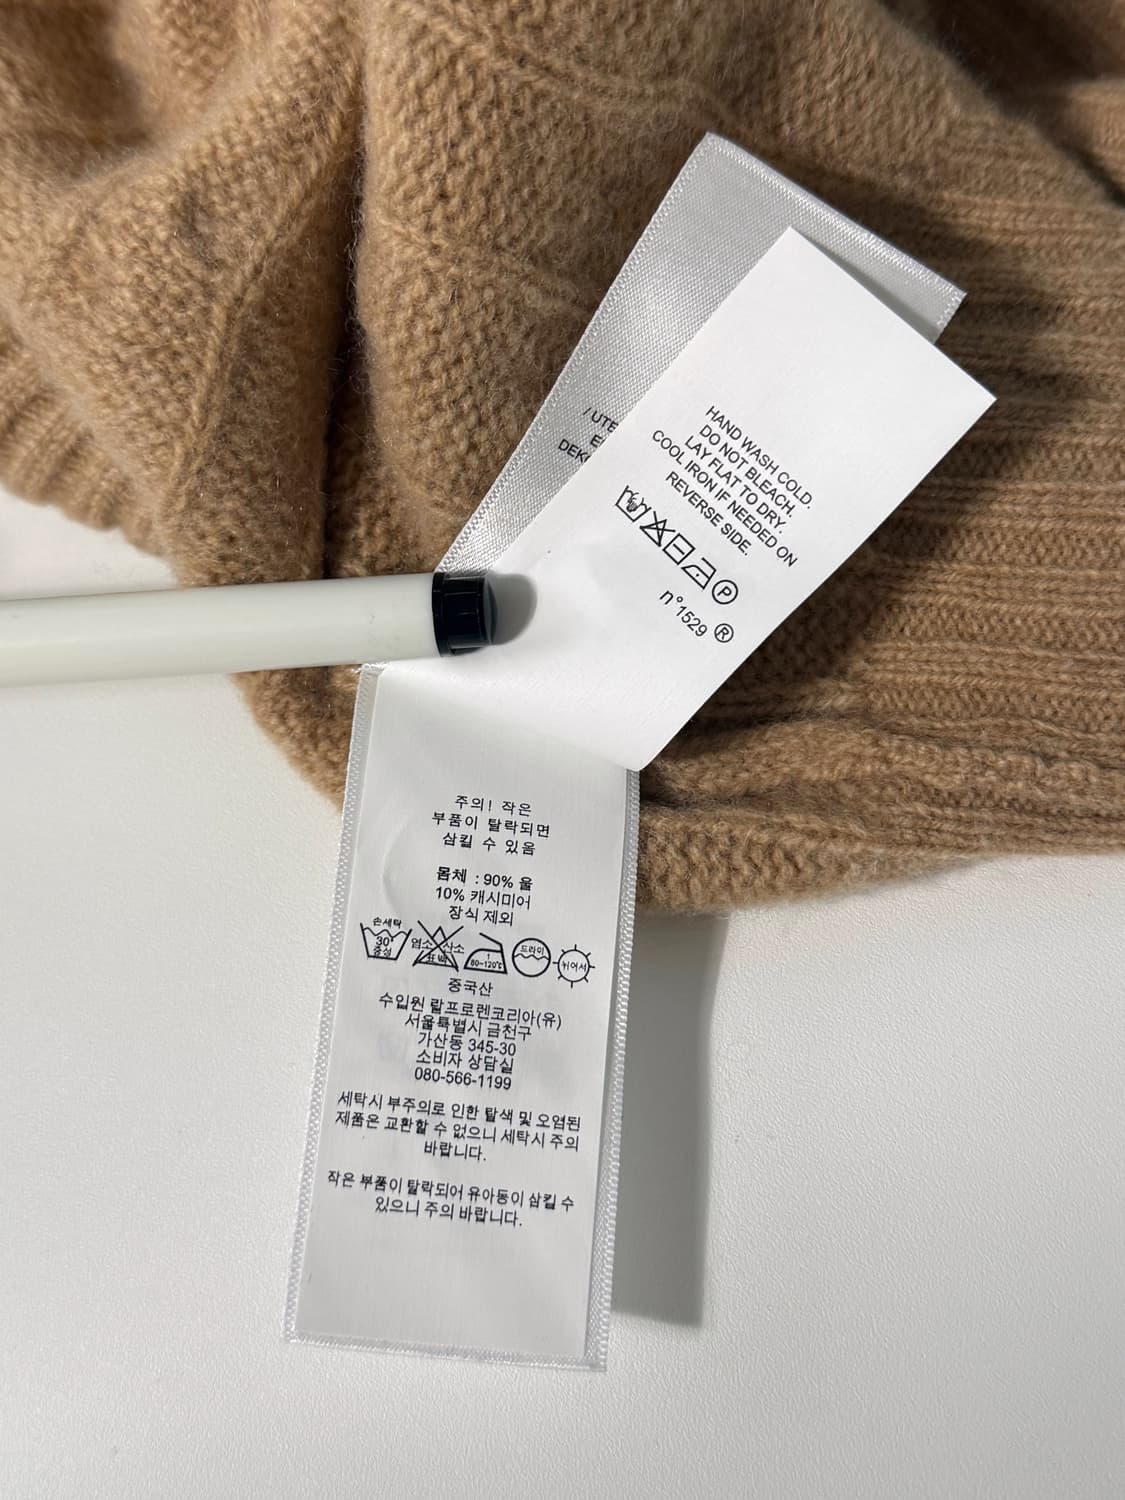 / UTE
E
DEK
HAND WASH COLD.
DO NOT BLEACH.
LAY FLAT TO DRY.
COOL IRON IF NEEDED ON
REVERSE SIDE.
P
n°1529 ®
주의! 작은
부품이 탈락되면
삼킬 수 있음
몸체 : 90% 울
10% 캐시미어
장식 제외
손세탁
30°
중성
염소 산소
표백
1
80~120℃
드라이
뉘어서
중국산
수입원 랄프로렌코리아(유)
서울특별시 금천구
가산동 345-30
소비자 상담실
080-566-1199
세탁시 부주의로 인한 탈색 및 오염된
제품은 교환할 수 없으니 세탁시 주의
바랍니다.
작은 부품이 탈락되어 유아동이 삼킬 수
있으니 주의 바랍니다.